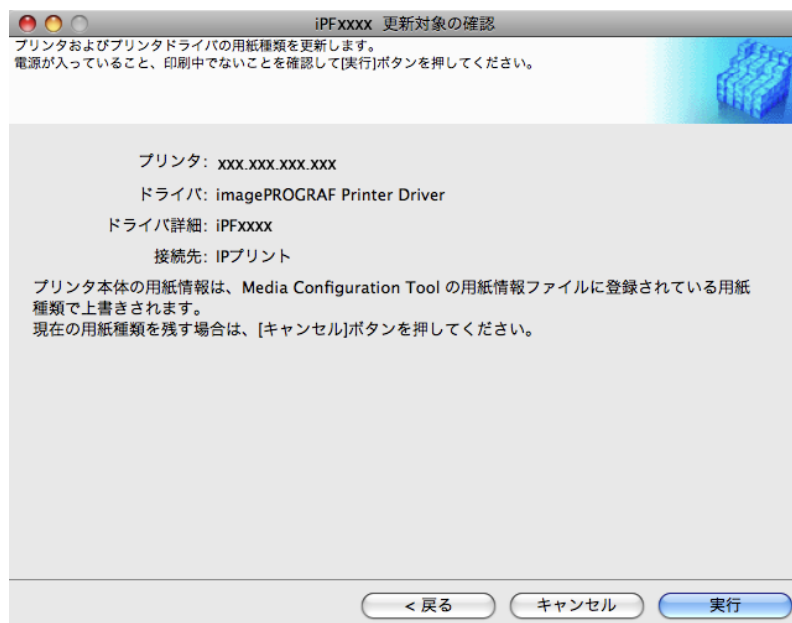 iPFxxxx 更新対象の確認
プリンタおよびプリンタドライバの用紙種類を更新します。
電源が入っていること、印刷中でないことを確認して[実行]ボタンを押してください。
プリンタ: xxx.xxx.xxx.xxx
ドライバ: imagePROGRAF Printer Driver
ドライバ詳細: iPFxxxx
接続先: IPプリント
プリンタ本体の用紙情報は、Media Configuration Tool の用紙情報ファイルに登録されている用紙
種類で上書きされます。
現在の用紙種類を残す場合は、[キャンセル]ボタンを押してください。
< 戻る キャンセル 実行